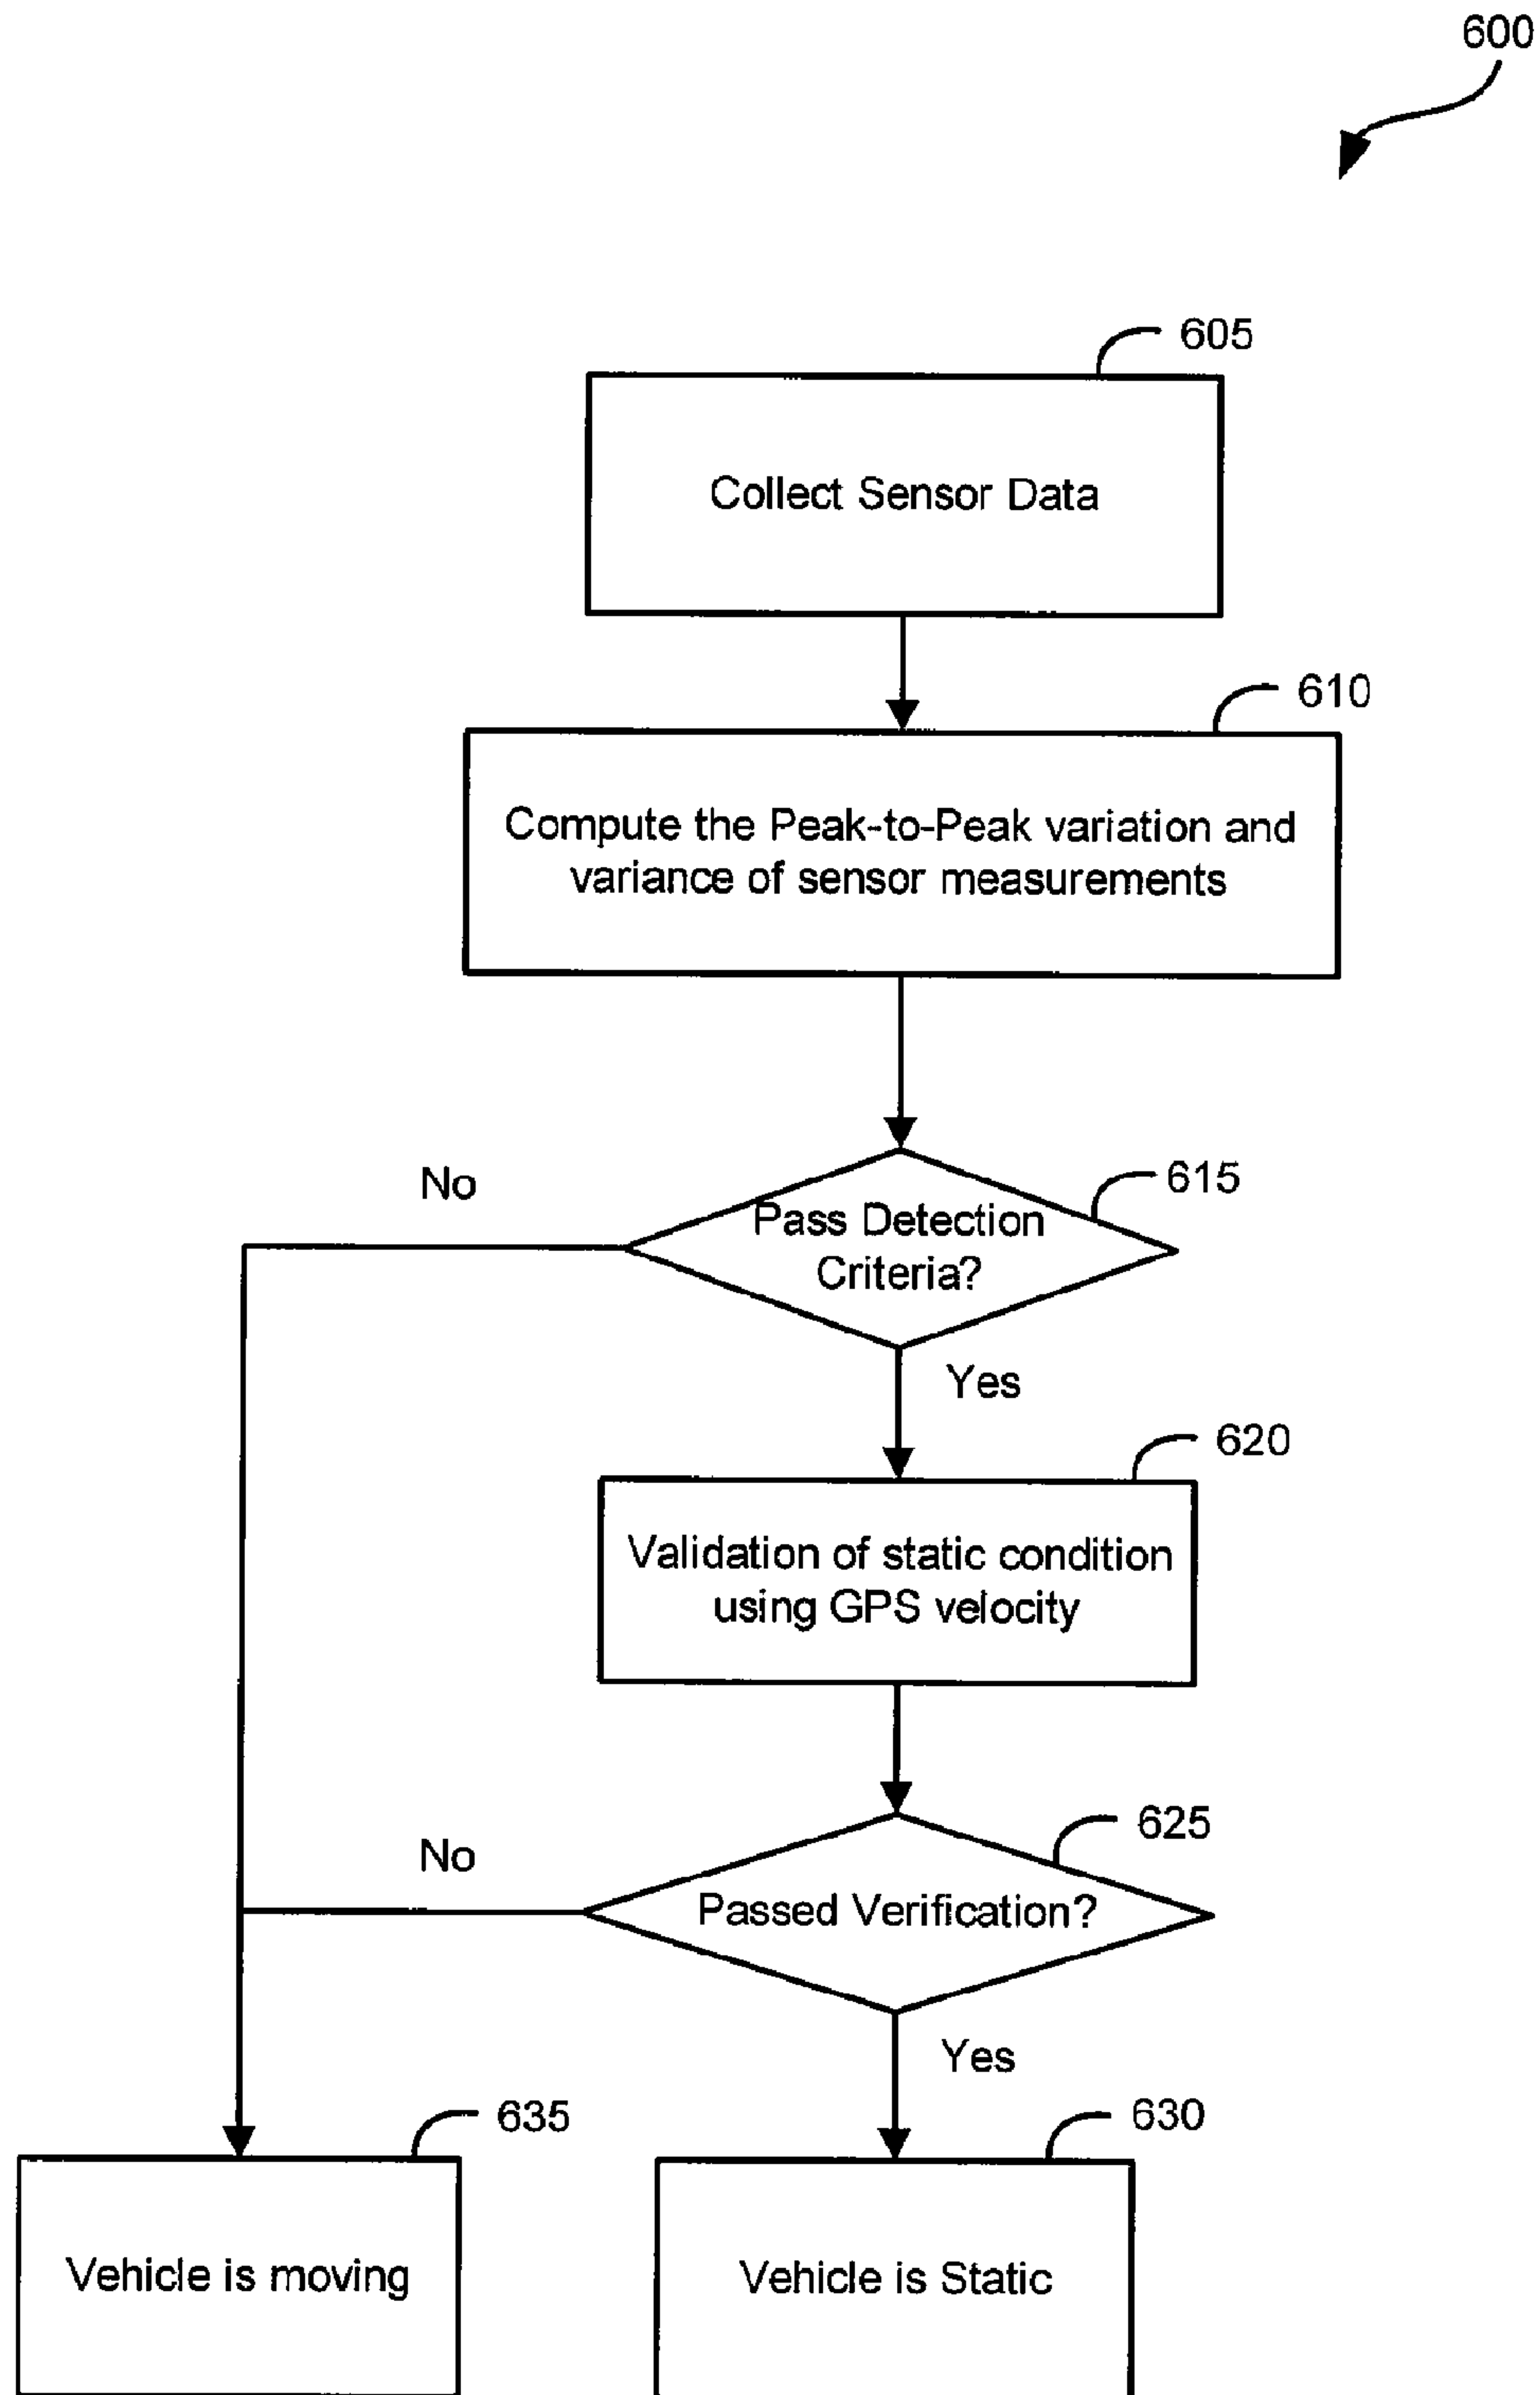 600
605
Collect Sensor Data
610
Compute the Peak-to-Peak variation and
variance of sensor measurements
No
615
Pass Detection
Criteria?
Yes
620
Validation of static condition
using GPS velocity
625
No
Passed Verification?
Yes
635
630
Vehicle is moving
Vehicle is Static